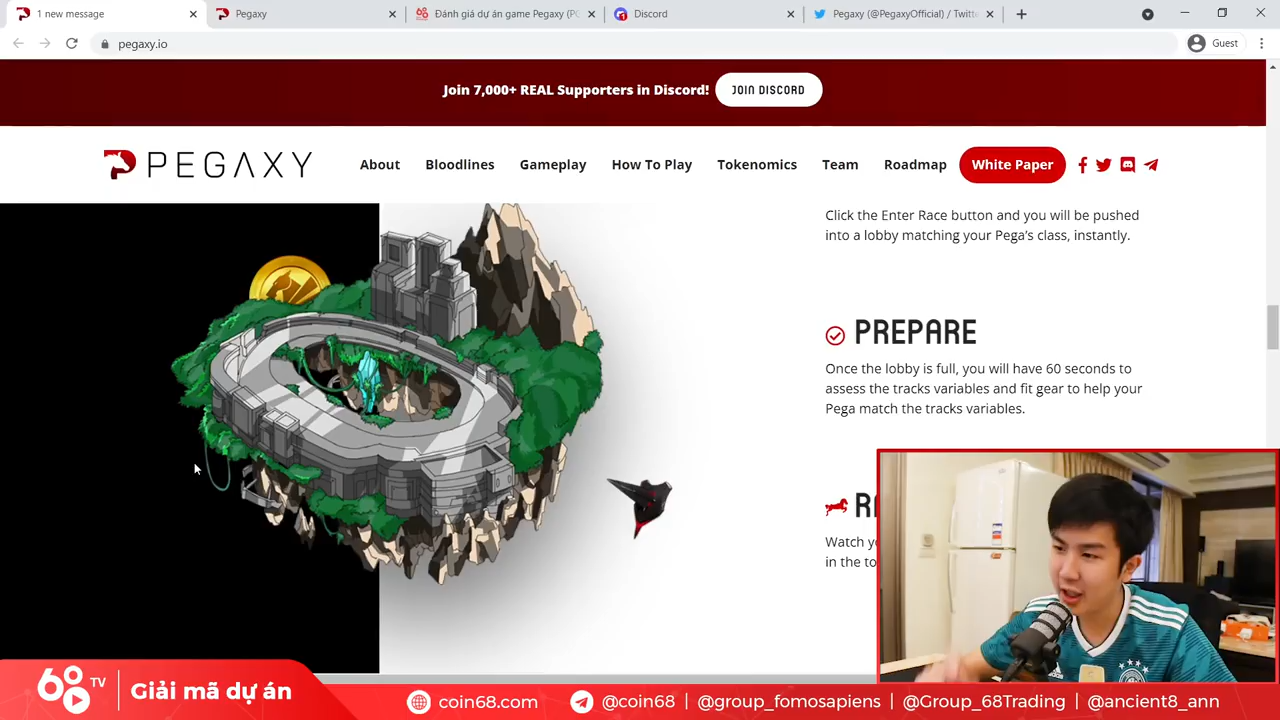 1 new message
Pegaxy
Đánh giá dự án game Pegaxy (PG
Discord
Pegaxy (@PegaxyOfficial) / Twitte
pegaxy.io
Guest
Join 7,000+ REAL Supporters in Discord!
JOIN DISCORD
PEGAXY
About
Bloodlines
Gameplay
How To Play
Tokenomics
Team
Roadmap
White Paper
Click the Enter Race button and you will be pushed
into a lobby matching your Pega's class, instantly.
PREPARE
Once the lobby is full, you will have 60 seconds to
assess the tracks variables and fit gear to help your
Pega match the tracks variables.
Watch
in the
68 TV
Giải mã dự án
coin68.com
@coin68 | @group_fomosapiens | @Group_68Trading | @ancient8_ann